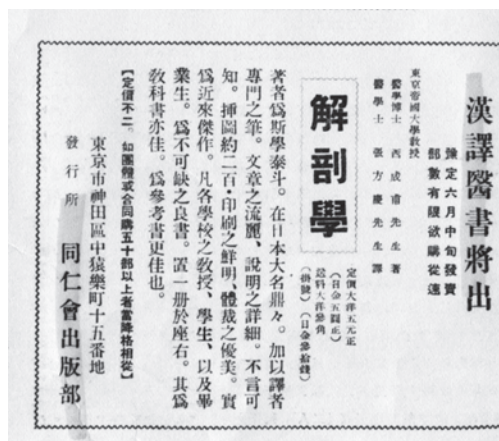 漢譯醫書將出
豫定六月中旬發賣
部數有限欲購從速
東京帝國大學教授
醫學博士 西成甫先生 著
醫學士 張方慶先生 譯
解剖學
定價大洋五元正
(日金五圓正)
送料大洋參角
(掛號) (日金參拾錢)
著者爲斯學泰斗。在日本大名鼎々。加以譯者
專門之筆。文章之流麗、說明之詳細。不言可
知。揷圖約二百・印刷之鮮明、體裁之優美。實
爲近來傑作。凡各學校之敎授、學生、以及畢
業生。爲不可缺之良書。置一册於座右。其爲
敎科書亦佳。爲參考書更佳也。
【定價不二。如團體或合同購五十部以上者當降格相從】
東京市神田區中猿樂町十五番地
發行所 同仁會出版部